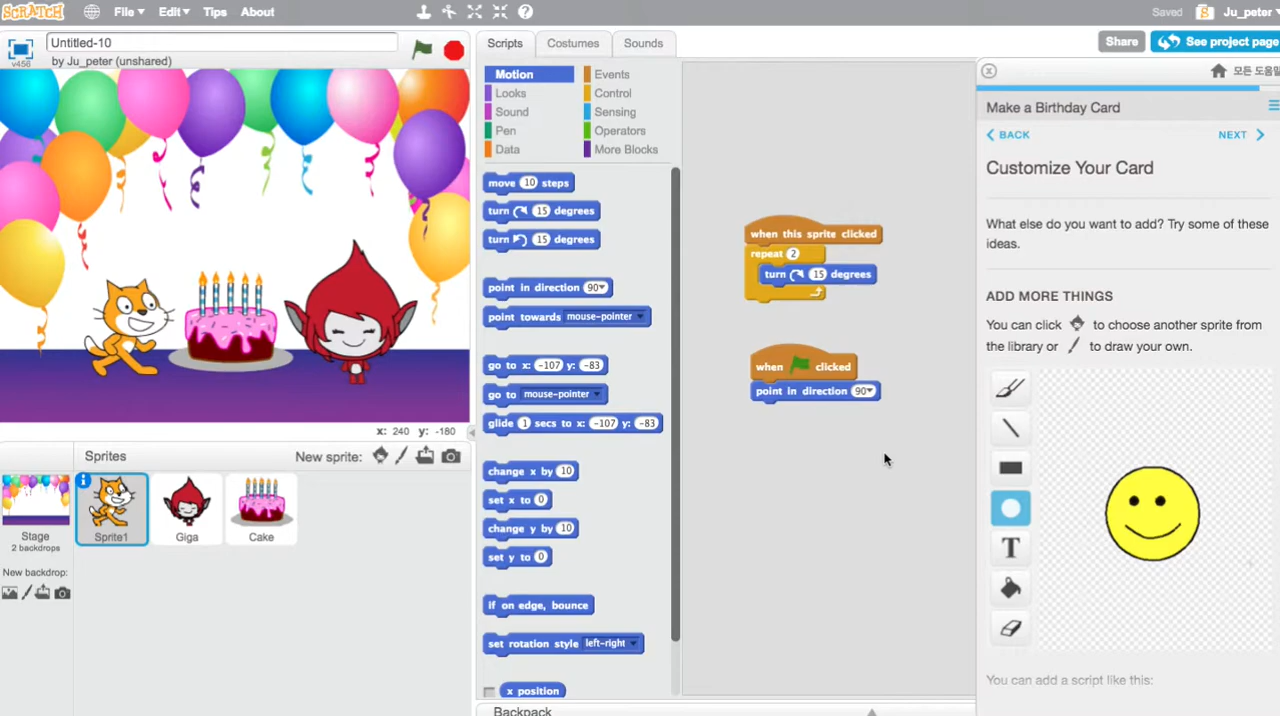 SCRATCH
File
Edit
Tips
About
Saved
Ju_peter
Untitled-10
by Ju_peter (unshared)
v456
Scripts
Costumes
Sounds
Share
See project page
Motion
Events
Looks
Control
Sound
Sensing
Pen
Operators
Data
More Blocks
move 10 steps
turn 15 degrees
turn 15 degrees
point in direction 90
point towards mouse-pointer
go to x: -107 y: -83
go to mouse-pointer
glide 1 secs to x: -107 y: -83
change x by 10
set x to 0
change y by 10
set y to 0
if on edge, bounce
set rotation style left-right
x position
when this sprite clicked
repeat 2
turn 15 degrees
when clicked
point in direction 90
x: 240 y: -180
Sprites
New sprite:
Stage
2 backdrops
New backdrop:
Sprite1
Giga
Cake
Backpack
모든 도움말
Make a Birthday Card
BACK
NEXT
Customize Your Card
What else do you want to add? Try some of these
ideas.
ADD MORE THINGS
You can click to choose another sprite from
the library or to draw your own.
T
You can add a script like this: